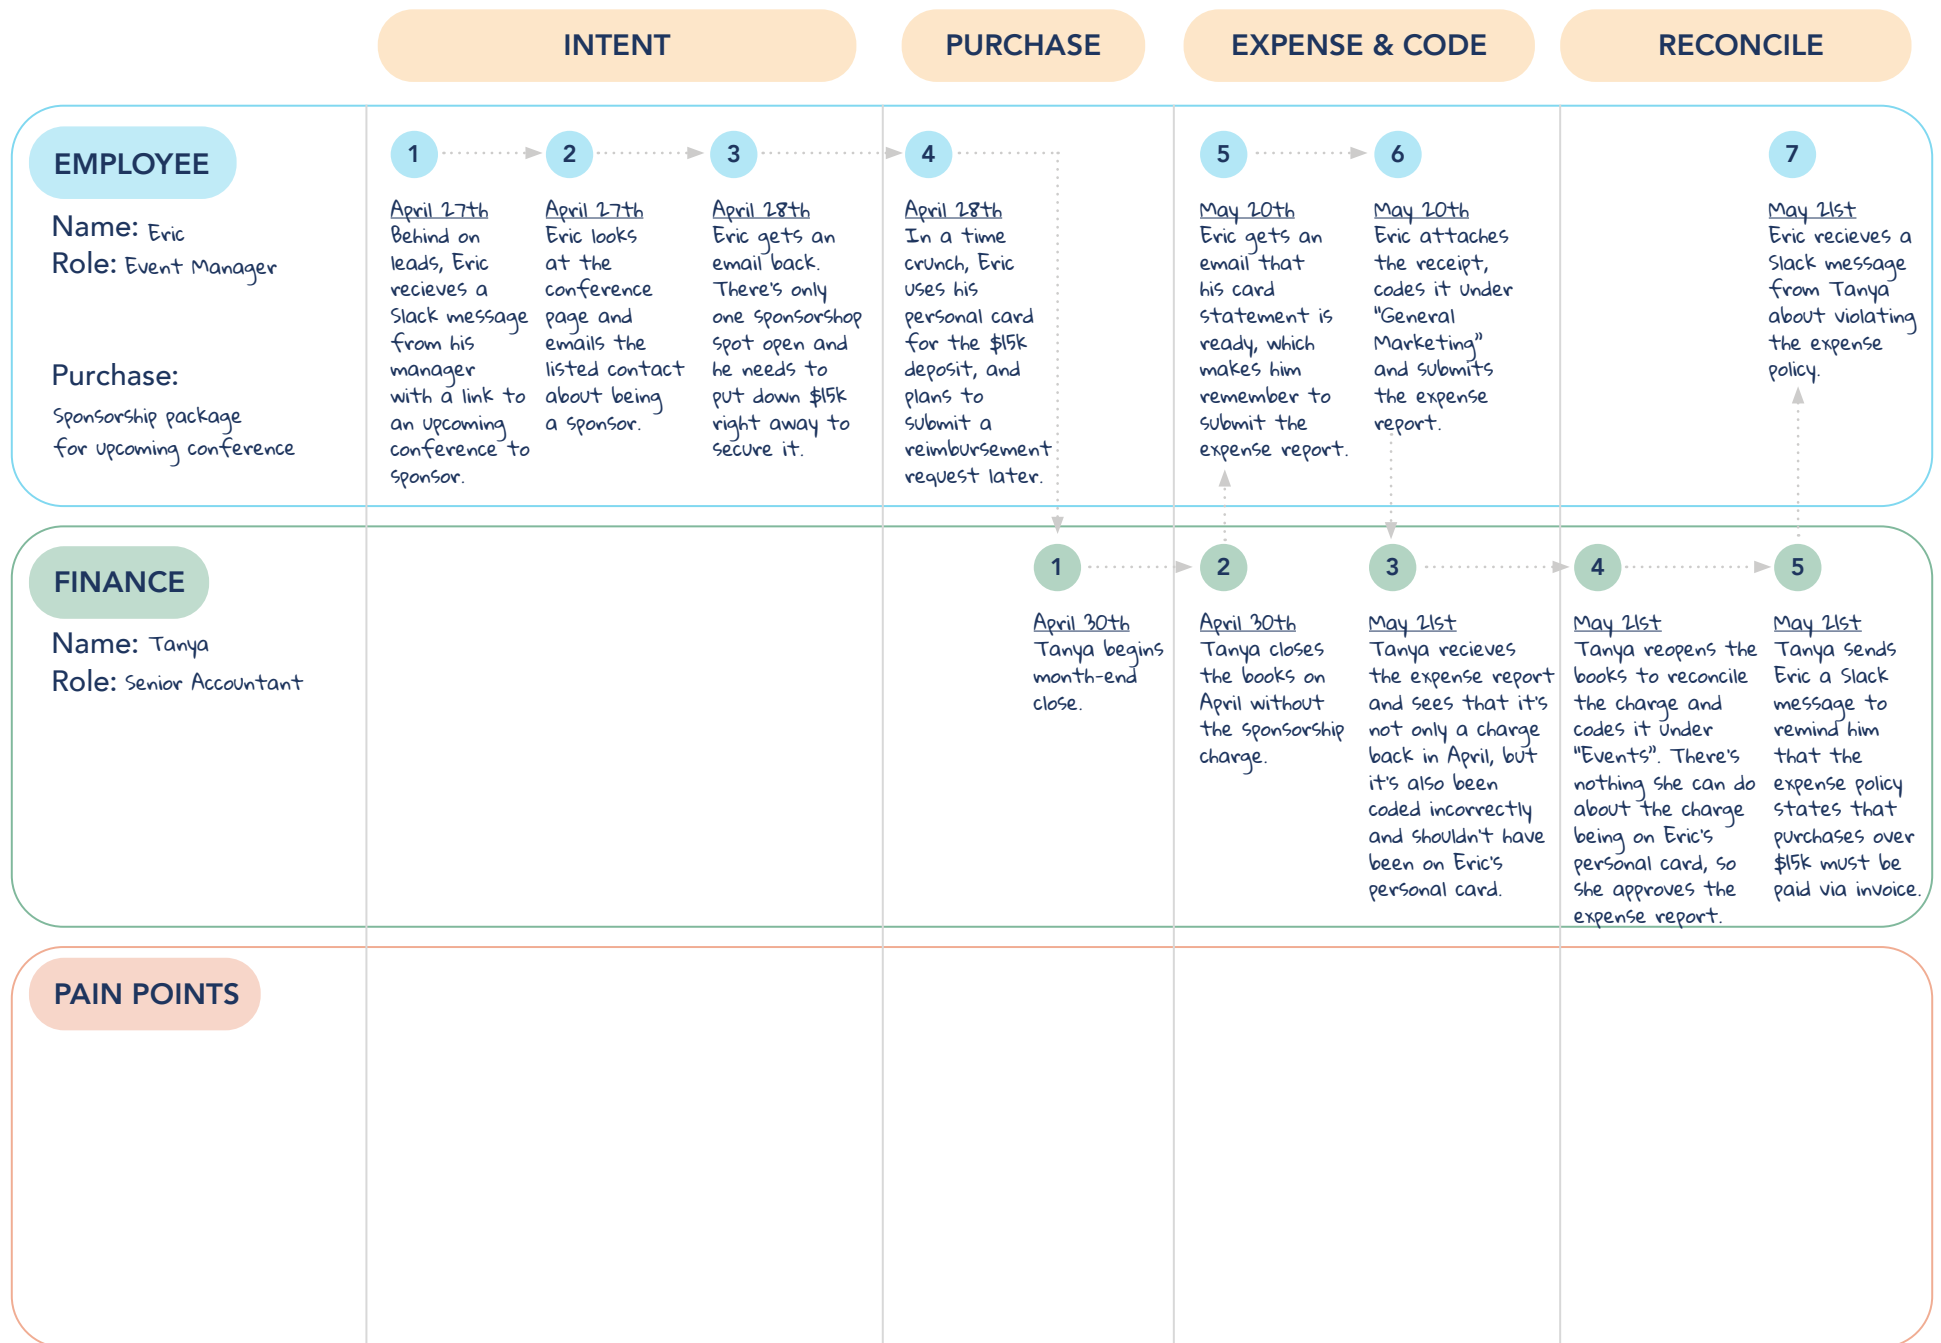 INTENT
PURCHASE
EXPENSE & CODE
RECONCILE
EMPLOYEE
Name: Eric
Role: Event Manager
Purchase:
Sponsorship package
for upcoming conference
1
April 27th
Behind on
leads, Eric
recieves a
Slack message
from his
manager
with a link to
an upcoming
conference to
sponsor.
2
April 27th
Eric looks
at the
conference
page and
emails the
listed contact
about being
a sponsor.
3
April 28th
Eric gets an
email back.
There's only
one sponsorshop
spot open and
he needs to
put down $15k
right away to
secure it.
4
April 28th
In a time
crunch, Eric
uses his
personal card
for the $15k
deposit, and
plans to
submit a
reimbursement
request later.
5
May 20th
Eric gets an
email that
his card
statement is
ready, which
makes him
remember to
submit the
expense report.
6
May 20th
Eric attaches
the receipt,
codes it under
"General
Marketing"
and submits
the expense
report.
7
May 21st
Eric recieves a
Slack message
from Tanya
about violating
the expense
policy.
FINANCE
Name: Tanya
Role: Senior Accountant
1
April 30th
Tanya begins
month-end
close.
2
April 30th
Tanya closes
the books on
April without
the sponsorship
charge.
3
May 21st
Tanya recieves
the expense report
and sees that it's
not only a charge
back in April, but
it's also been
coded incorrectly
and shouldn't have
been on Eric's
personal card.
4
May 21st
Tanya reopens the
books to reconcile
the charge and
codes it under
"Events". There's
nothing she can do
about the charge
being on Eric's
personal card, so
she approves the
expense report.
5
May 21st
Tanya sends
Eric a Slack
message to
remind him
that the
expense policy
states that
purchases over
$15k must be
paid via invoice.
PAIN POINTS